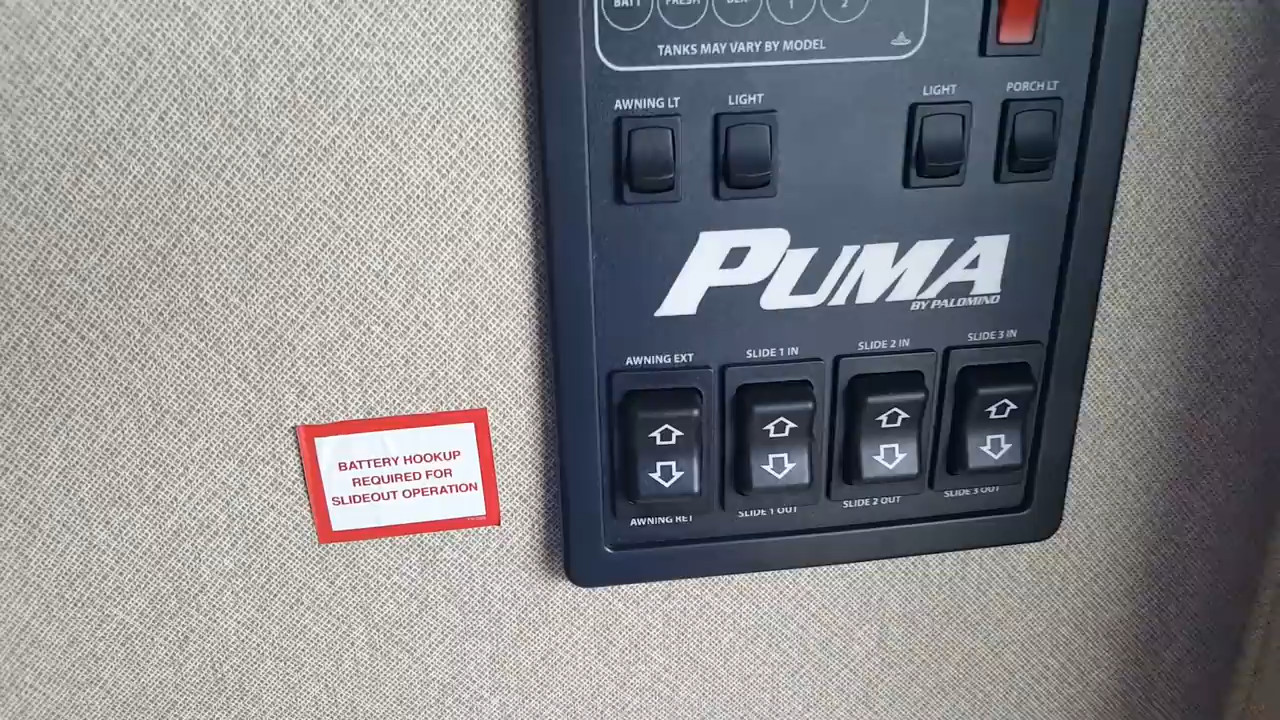 BATT FRESH BLK 1 2
TANKS MAY VARY BY MODEL
AWNING LT LIGHT LIGHT PORCH LT
PUMA
BY PALOMINO
AWNING EXT SLIDE 1 IN SLIDE 2 IN SLIDE 3 IN
AWNING RET SLIDE 1 OUT SLIDE 2 OUT SLIDE 3 OUT
BATTERY HOOKUP
REQUIRED FOR
SLIDEOUT OPERATION